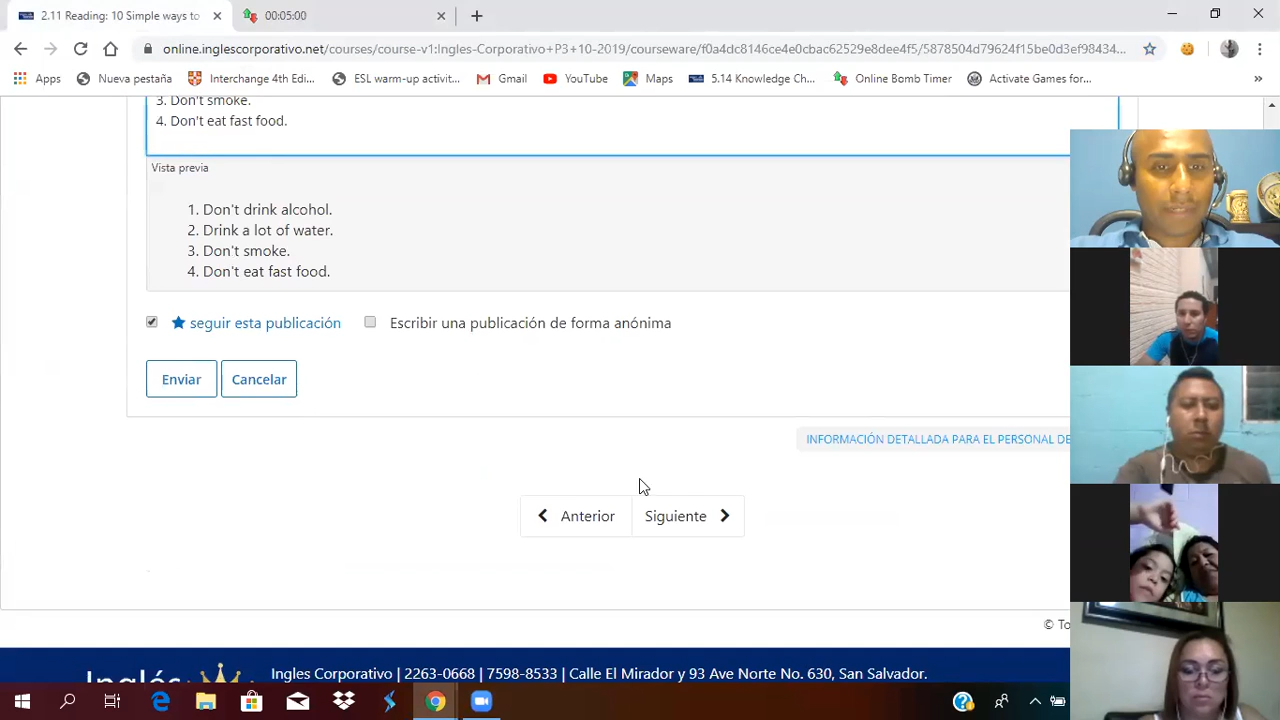 2.11 Reading: 10 Simple ways to
00:05:00
online.inglescorporativo.net/courses/course-v1:Ingles-Corporativo+P3+10-2019/courseware/f0a4dc8146ce4e0cbac62529e8dee4f5/5878504d79624f15be0d3ef98434...
Apps
Nueva pestaña
Interchange 4th Edi...
ESL warm-up activit...
Gmail
YouTube
Maps
5.14 Knowledge Ch...
Online Bomb Timer
Activate Games for...
3. Don't smoke.
4. Don't eat fast food.
Vista previa
1. Don't drink alcohol.
2. Drink a lot of water.
3. Don't smoke.
4. Don't eat fast food.
seguir esta publicación
Escribir una publicación de forma anónima
Enviar
Cancelar
INFORMACIÓN DETALLADA PARA EL PERSONAL DE
Anterior
Siguiente
© To
Inglés
Ingles Corporativo | 2263-0668 | 7598-8533 | Calle El Mirador y 93 Ave Norte No. 630, San Salvador.